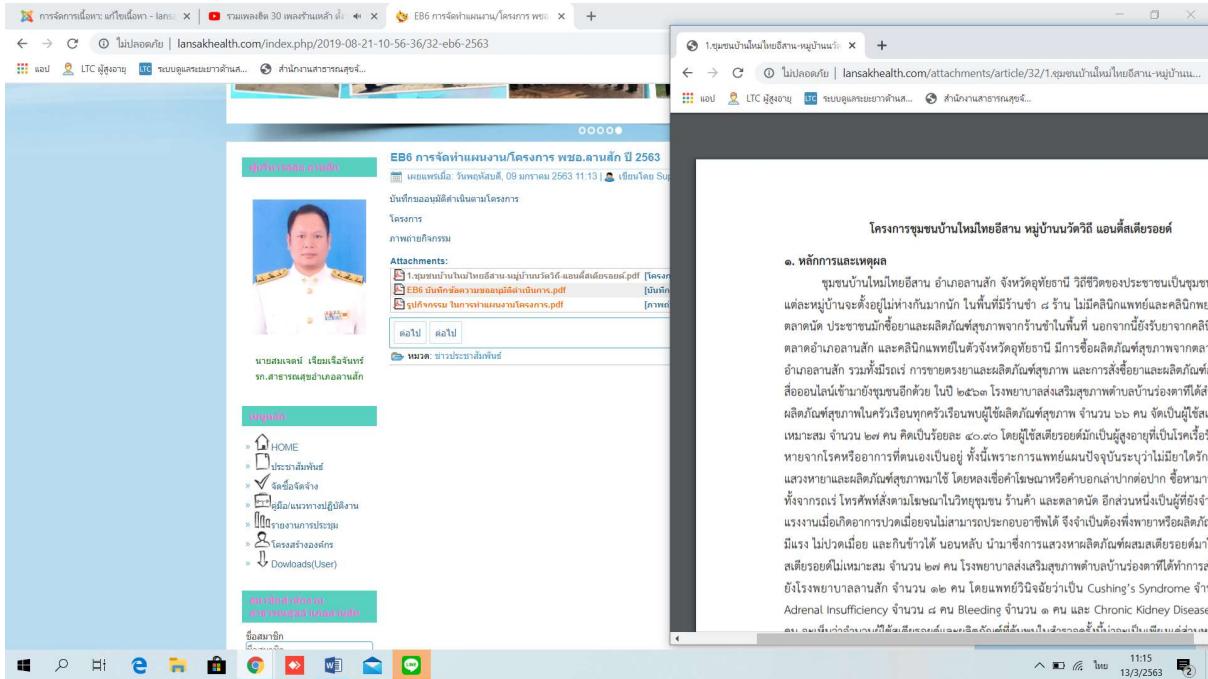 การจัดการเนื้อหา: แก้ไขเนื้อหา - lans
รวมเพลงฮิต 30 เพลงร้านเหล้า ดั
EB6 การจัดทำแผนงาน/โครงการ พชอ
ไม่ปลอดภัย | lansakhealth.com/index.php/2019-08-21-10-56-36/32-eb6-2563
แอป
LTC ผู้สูงอายุ
LTC ระบบดูแลระยะยาวด้านส...
สำนักงานสาธารณสุขจั...
EB6 การจัดทำแผนงาน/โครงการ พชอ.ลานสัก ปี 2563
เผยแพร่เมื่อ: วันพฤหัสบดี, 09 มกราคม 2563 11:13 | เขียนโดย Su
บันทึกขออนุมัติดำเนินตามโครงการ
โครงการ
ภาพถ่ายกิจกรรม
Attachments:
1.ชุมชนบ้านใหม่ไทยอีสาน-หมู่บ้านนวัตวิถี-แอนตี้สเตียรอยด์.pdf [โครงก
EB6 บันทึกข้อความขออนุมัติดำเนินการ.pdf [บันทึก
รูปกิจกรรม ในการทำแผนงานโครงการ.pdf [ภาพถ่
ต่อไป ต่อไป
หมวด: ข่าวประชาสัมพันธ์
นายสมเจตน์ เจียมเจือจันทร์
รก.สาธารณสุขอำเภอลานสัก
เมนูหลัก
» HOME
» ประชาสัมพันธ์
» จัดซื้อจัดจ้าง
» คู่มือ/แนวทางปฏิบัติงาน
» รายงานการประชุม
» โครงสร้างองค์กร
» Dowloads(User)
ชื่อสมาชิก
1.ชุมชนบ้านใหม่ไทยอีสาน-หมู่บ้านนวัต
ไม่ปลอดภัย | lansakhealth.com/attachments/article/32/1.ชุมชนบ้านใหม่ไทยอีสาน-หมู่บ้านน...
แอป
LTC ผู้สูงอายุ
LTC ระบบดูแลระยะยาวด้านส...
สำนักงานสาธารณสุขจั...
โครงการชุมชนบ้านใหม่ไทยอีสาน หมู่บ้านนวัตวิถี แอนตี้สเตียรอยด์
๑. หลักการและเหตุผล
ชุมชนบ้านใหม่ไทยอีสาน อำเภอลานสัก จังหวัดอุทัยธานี วิถีชีวิตของประชาชนเป็นชุมชน
แต่ละหมู่บ้านจะตั้งอยู่ไม่ห่างกันมากนัก ในพื้นที่มีร้านชำ ๘ ร้าน ไม่มีคลินิกแพทย์และคลินิกพย
ตลาดนัด ประชาชนมักซื้อยาและผลิตภัณฑ์สุขภาพจากร้านชำในพื้นที่ นอกจากนี้ยังรับยาจากคลินิ
ตลาดอำเภอลานสัก และคลินิกแพทย์ในตัวจังหวัดอุทัยธานี มีการซื้อผลิตภัณฑ์สุขภาพจากตลา
อำเภอลานสัก รวมทั้งมีรถเร่ การขายตรงยาและผลิตภัณฑ์สุขภาพ และการสั่งซื้อยาและผลิตภัณฑ์
สื่อออนไลน์เข้ามายังชุมชนอีกด้วย ในปี ๒๕๖๓ โรงพยาบาลส่งเสริมสุขภาพตำบลบ้านร่องตาทีได้สำ
ผลิตภัณฑ์สุขภาพในครัวเรือนทุกครัวเรือนพบผู้ใช้ผลิตภัณฑ์สุขภาพ จำนวน ๖๖ คน จัดเป็นผู้ใช้สเ
เหมาะสม จำนวน ๒๗ คน คิดเป็นร้อยละ ๔๐.๙๐ โดยผู้ใช้สเตียรอยด์มักเป็นผู้สูงอายุที่เป็นโรคเรื้อรั
หายจากโรคหรืออาการที่ตนเองเป็นอยู่ ทั้งนี้เพราะการแพทย์แผนปัจจุบันระบุว่าไม่มียาใดรัก
แสวงหายาและผลิตภัณฑ์สุขภาพมาใช้ โดยหลงเชื่อคำโฆษณาหรือคำบอกเล่าปากต่อปาก ซื้อหามา
ทั้งจากรถเร่ โทรศัพท์สั่งตามโฆษณาในวิทยุชุมชน ร้านค้า และตลาดนัด อีกส่วนหนึ่งเป็นผู้ที่ยังจำ
แรงงานเมื่อเกิดอาการปวดเมื่อยจนไม่สามารถประกอบอาชีพได้ จึงจำเป็นต้องพึ่งพายาหรือผลิตภัณ
มีแรง ไม่ปวดเมื่อย และกินข้าวได้ นอนหลับ นำมาซึ่งการแสวงหาผลิตภัณฑ์ผสมสเตียรอยด์มาใ
สเตียรอยด์ไม่เหมาะสม จำนวน ๒๗ คน โรงพยาบาลส่งเสริมสุขภาพตำบลบ้านร่องตาทีได้ทำการส่
ยังโรงพยาบาลลานสัก จำนวน ๑๒ คน โดยแพทย์วินิจฉัยว่าเป็น Cushing's Syndrome จำน
Adrenal Insufficiency จำนวน ๘ คน Bleeding จำนวน ๑ คน และ Chronic Kidney Disease
ไทย
11:15
13/3/2563